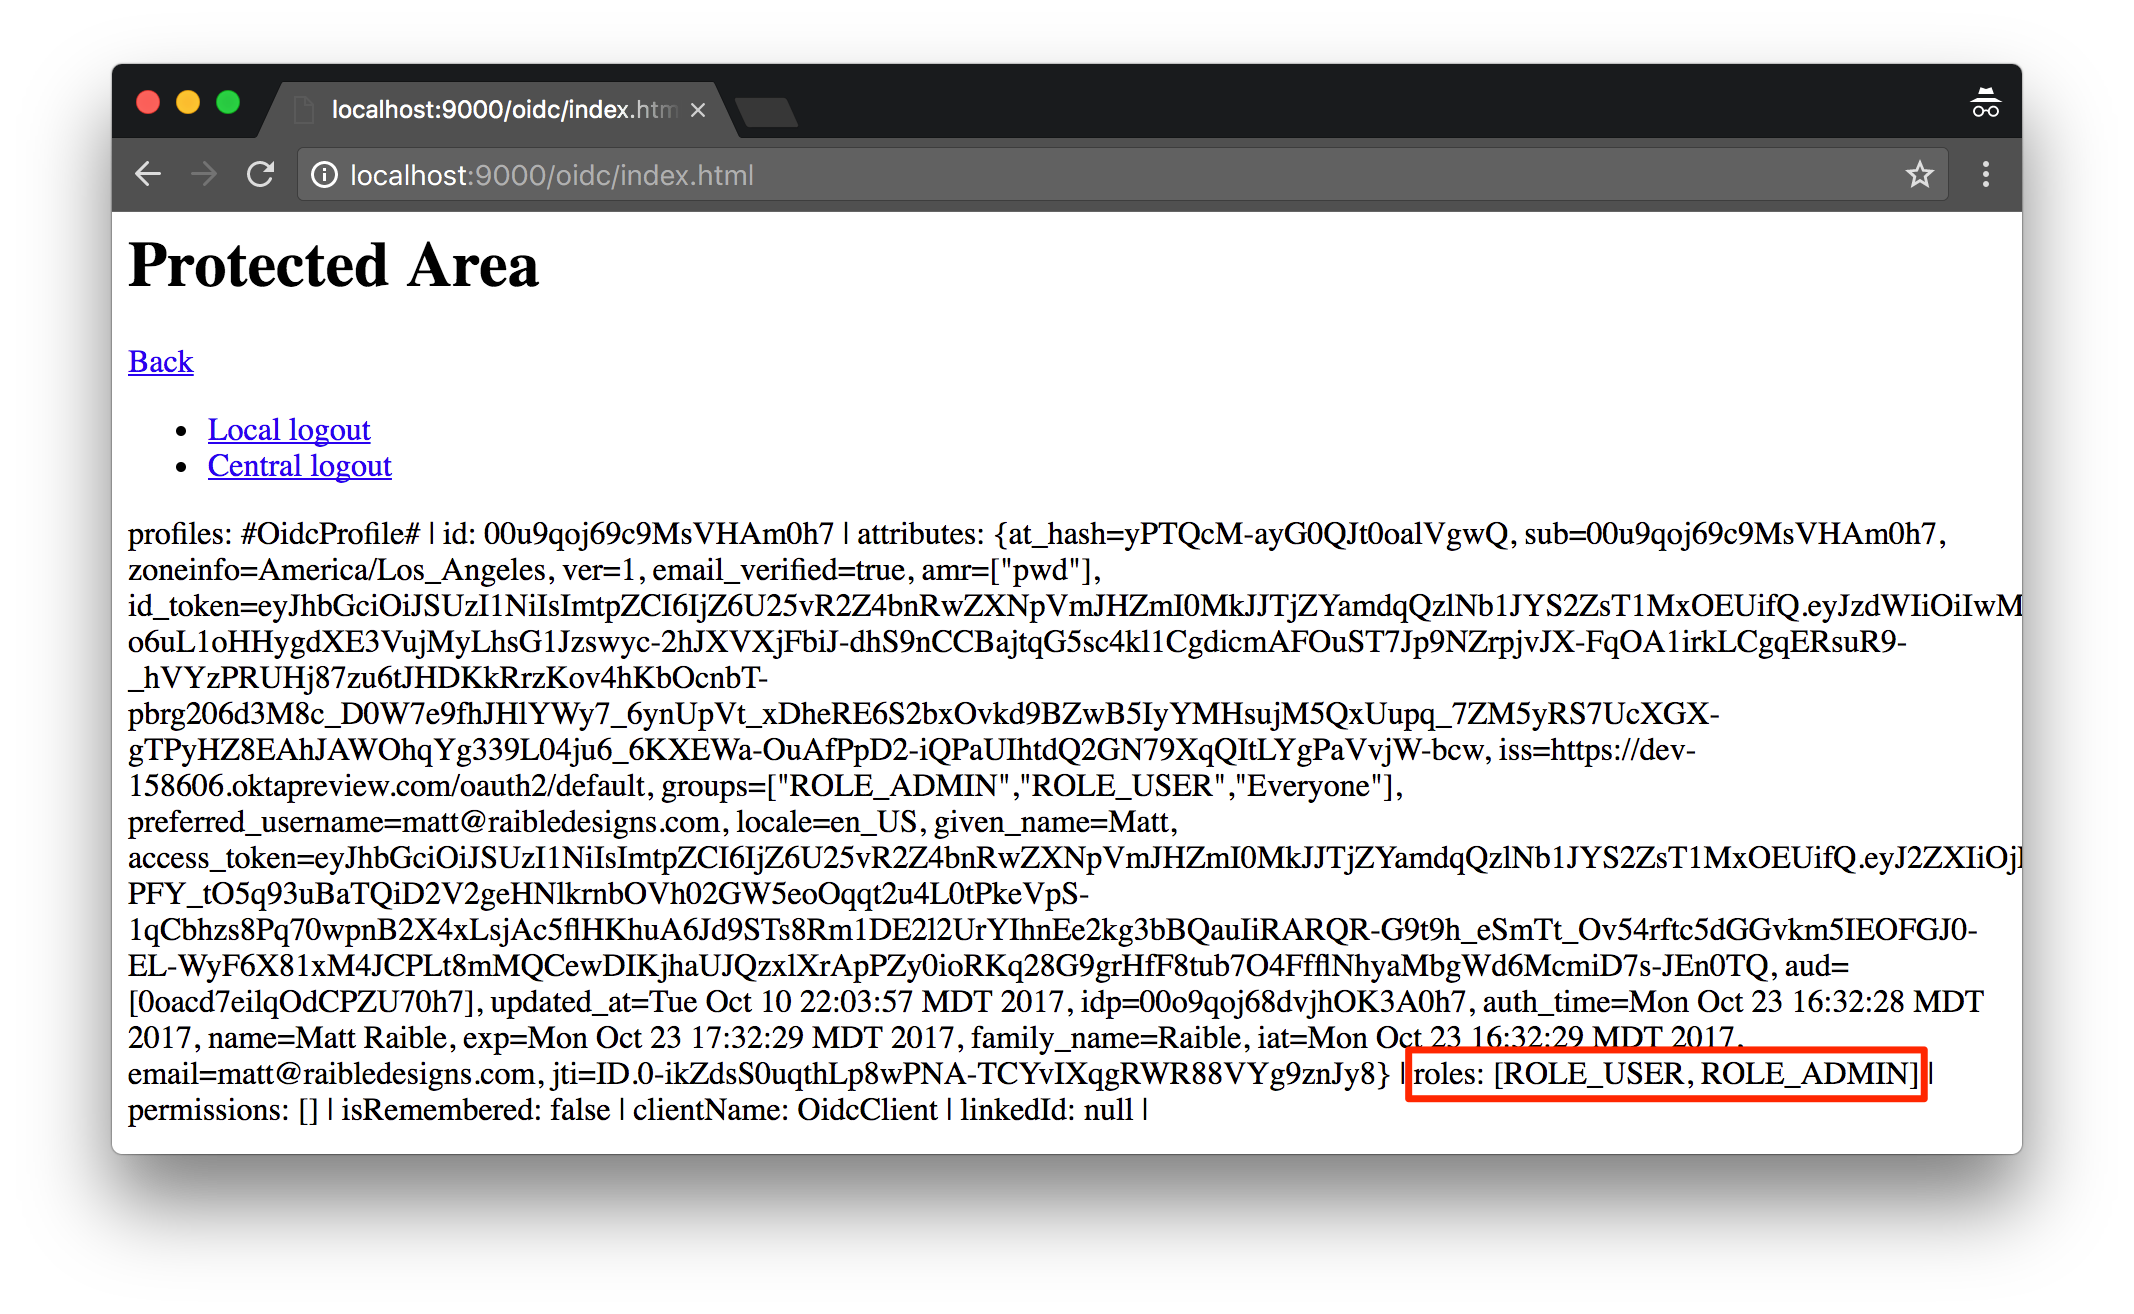 localhost:9000/oidc/index.htm
localhost:9000/oidc/index.html
Protected Area
Back
Local logout
Central logout
profiles: #OidcProfile# | id: 00u9qoj69c9MsVHAm0h7 | attributes: {at_hash=yPTQcM-ayG0QJt0oalVgwQ, sub=00u9qoj69c9MsVHAm0h7,
zoneinfo=America/Los_Angeles, ver=1, email_verified=true, amr=["pwd"],
id_token=eyJhbGciOiJSUzI1NiIsImtpZCI6IjZ6U25vR2Z4bnRwZXNpVmJHZmI0MkJJTjZYamdqQzlNb1JYS2ZsT1MxOEUifQ.eyJzdWIiOiIwM
o6uL1oHHygdXE3VujMyLhsG1Jzswyc-2hJXVXjFbiJ-dhS9nCCBajtqG5sc4kl1CgdicmAFOuST7Jp9NZrpjvJX-FqOA1irkLCgqERsuR9-
_hVYzPRUHj87zu6tJHDKkRrzKov4hKbOcnbT-
pbrg206d3M8c_D0W7e9fhJHlYWy7_6ynUpVt_xDheRE6S2bxOvkd9BZwB5IyYMHsujM5QxUupq_7ZM5yRS7UcXGX-
gTPyHZ8EAhJAWOhqYg339L04ju6_6KXEWa-OuAfPpD2-iQPaUIhtdQ2GN79XqQItLYgPaVvjW-bcw, iss=https://dev-
158606.oktapreview.com/oauth2/default, groups=["ROLE_ADMIN","ROLE_USER","Everyone"],
preferred_username=matt@raibledesigns.com, locale=en_US, given_name=Matt,
access_token=eyJhbGciOiJSUzI1NiIsImtpZCI6IjZ6U25vR2Z4bnRwZXNpVmJHZmI0MkJJTjZYamdqQzlNb1JYS2ZsT1MxOEUifQ.eyJ2ZXIiOj
PFY_tO5q93uBaTQiD2V2geHNlkrnbOVh02GW5eoOqqt2u4L0tPkeVpS-
1qCbhzs8Pq70wpnB2X4xLsjAc5flHKhuA6Jd9STs8Rm1DE2l2UrYIhnEe2kg3bBQauIiRARQR-G9t9h_eSmTt_Ov54rftc5dGGvkm5IEOFGJ0-
EL-WyF6X81xM4JCPLt8mMQCewDIKjhaUJQzxlXrApPZy0ioRKq28G9grHfF8tub7O4FfflNhyaMbgWd6McmiD7s-JEn0TQ, aud=
[0oacd7eilqOdCPZU70h7], updated_at=Tue Oct 10 22:03:57 MDT 2017, idp=00o9qoj68dvjhOK3A0h7, auth_time=Mon Oct 23 16:32:28 MDT
2017, name=Matt Raible, exp=Mon Oct 23 17:32:29 MDT 2017, family_name=Raible, iat=Mon Oct 23 16:32:29 MDT 2017,
email=matt@raibledesigns.com, jti=ID.0-ikZdsS0uqthLp8wPNA-TCYvIXqgRWR88VYg9znJy8} | roles: [ROLE_USER, ROLE_ADMIN] |
permissions: [] | isRemembered: false | clientName: OidcClient | linkedId: null |